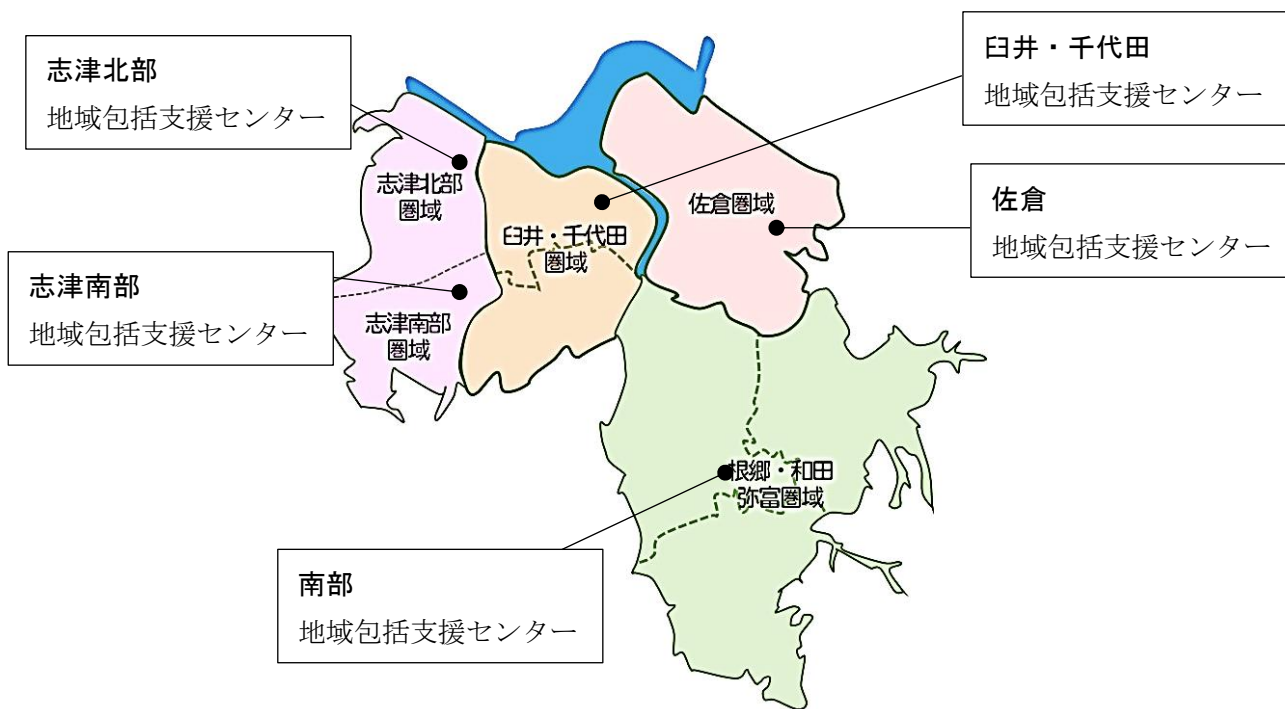 志津北部
地域包括支援センター
臼井・千代田
地域包括支援センター
志津北部
圏域
佐倉圏域
佐倉
地域包括支援センター
臼井・千代田
圏域
志津南部
地域包括支援センター
志津南部
圏域
根郷・和田
弥富圏域
南部
地域包括支援センター